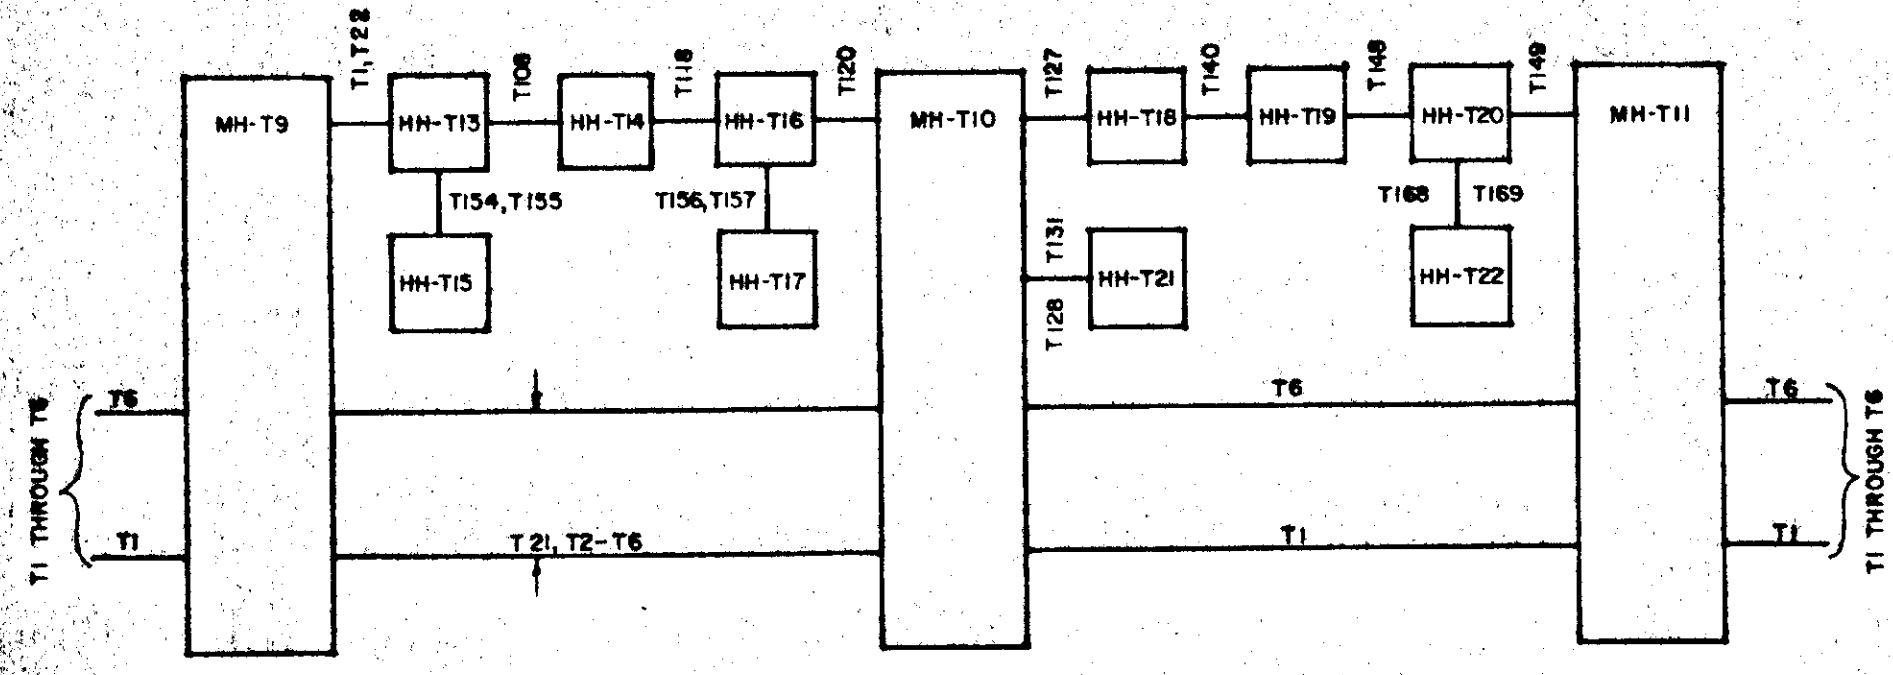 T1, T22
T108
T118
T120
T127
T140
T148
T149
MH-T9
HH-T13
HH-T14
HH-T16
MH-T10
HH-T18
HH-T19
HH-T20
MH-T11
T154, T155
T156, T157
T168
T169
T131
HH-T15
HH-T17
HH-T21
HH-T22
T128
T6
T6
T6
T1 THROUGH T6
T1 THROUGH T6
T1
T21, T2-T6
T1
T1